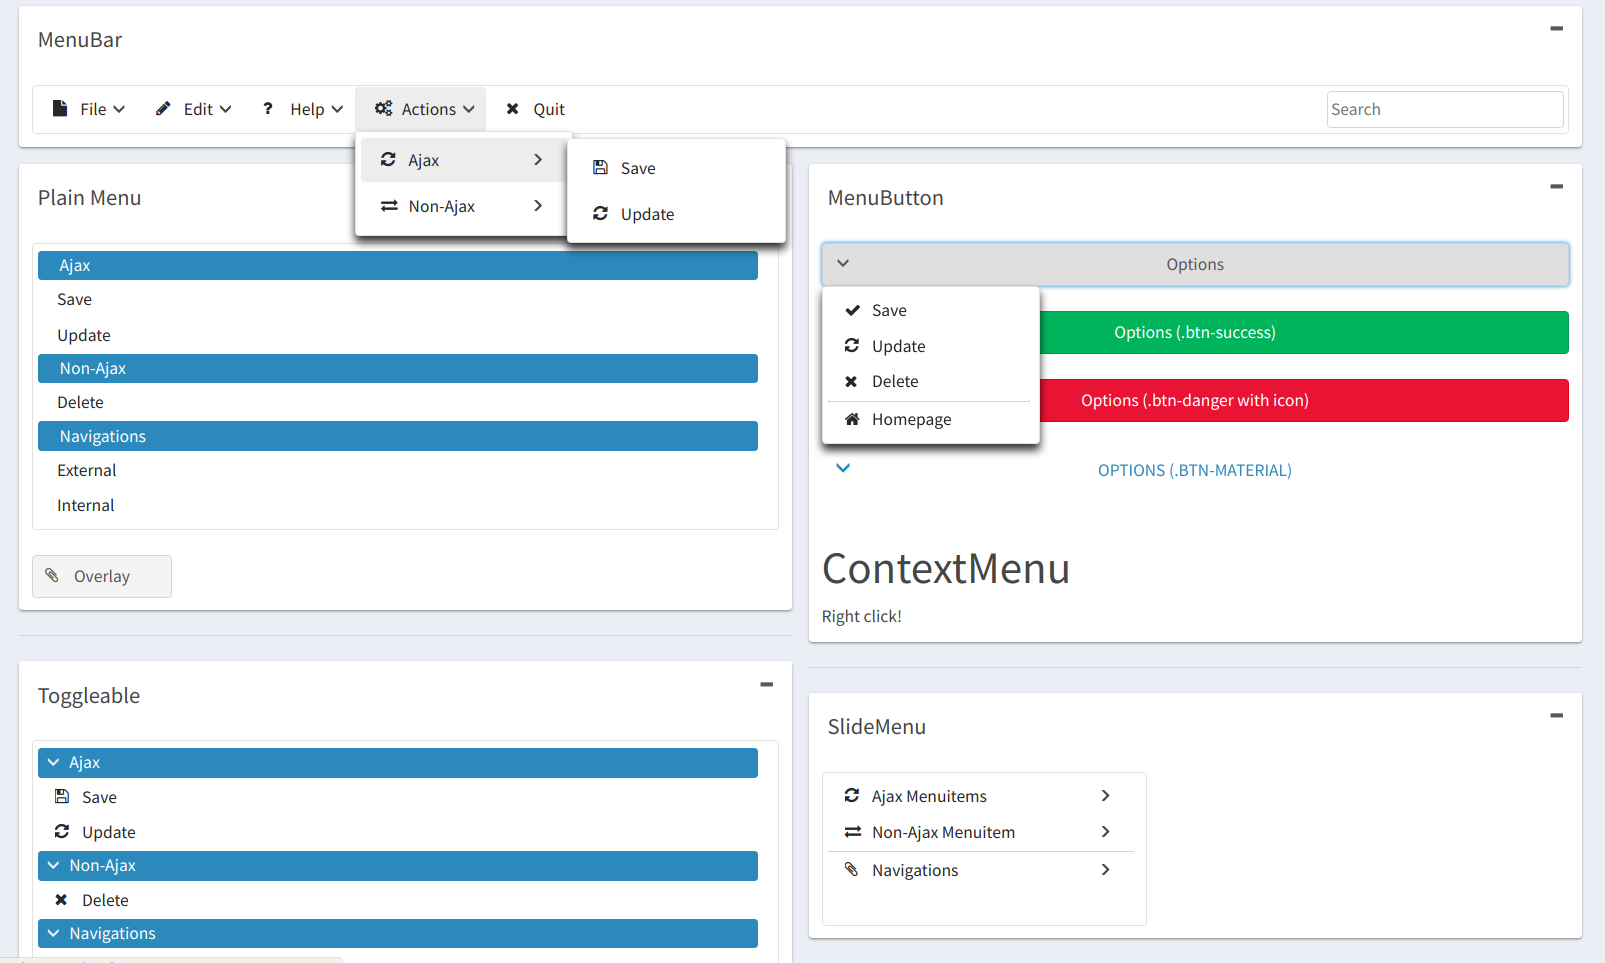 MenuBar
File
Edit
Help
Actions
Quit
Search
Ajax
Non-Ajax
Save
Update
Plain Menu
Ajax
Save
Update
Non-Ajax
Delete
Navigations
External
Internal
Overlay
MenuButton
Options
Save
Update
Delete
Homepage
Options (.btn-success)
Options (.btn-danger with icon)
OPTIONS (.BTN-MATERIAL)
ContextMenu
Right click!
Toggleable
Ajax
Save
Update
Non-Ajax
Delete
Navigations
SlideMenu
Ajax Menuitems
Non-Ajax Menuitem
Navigations